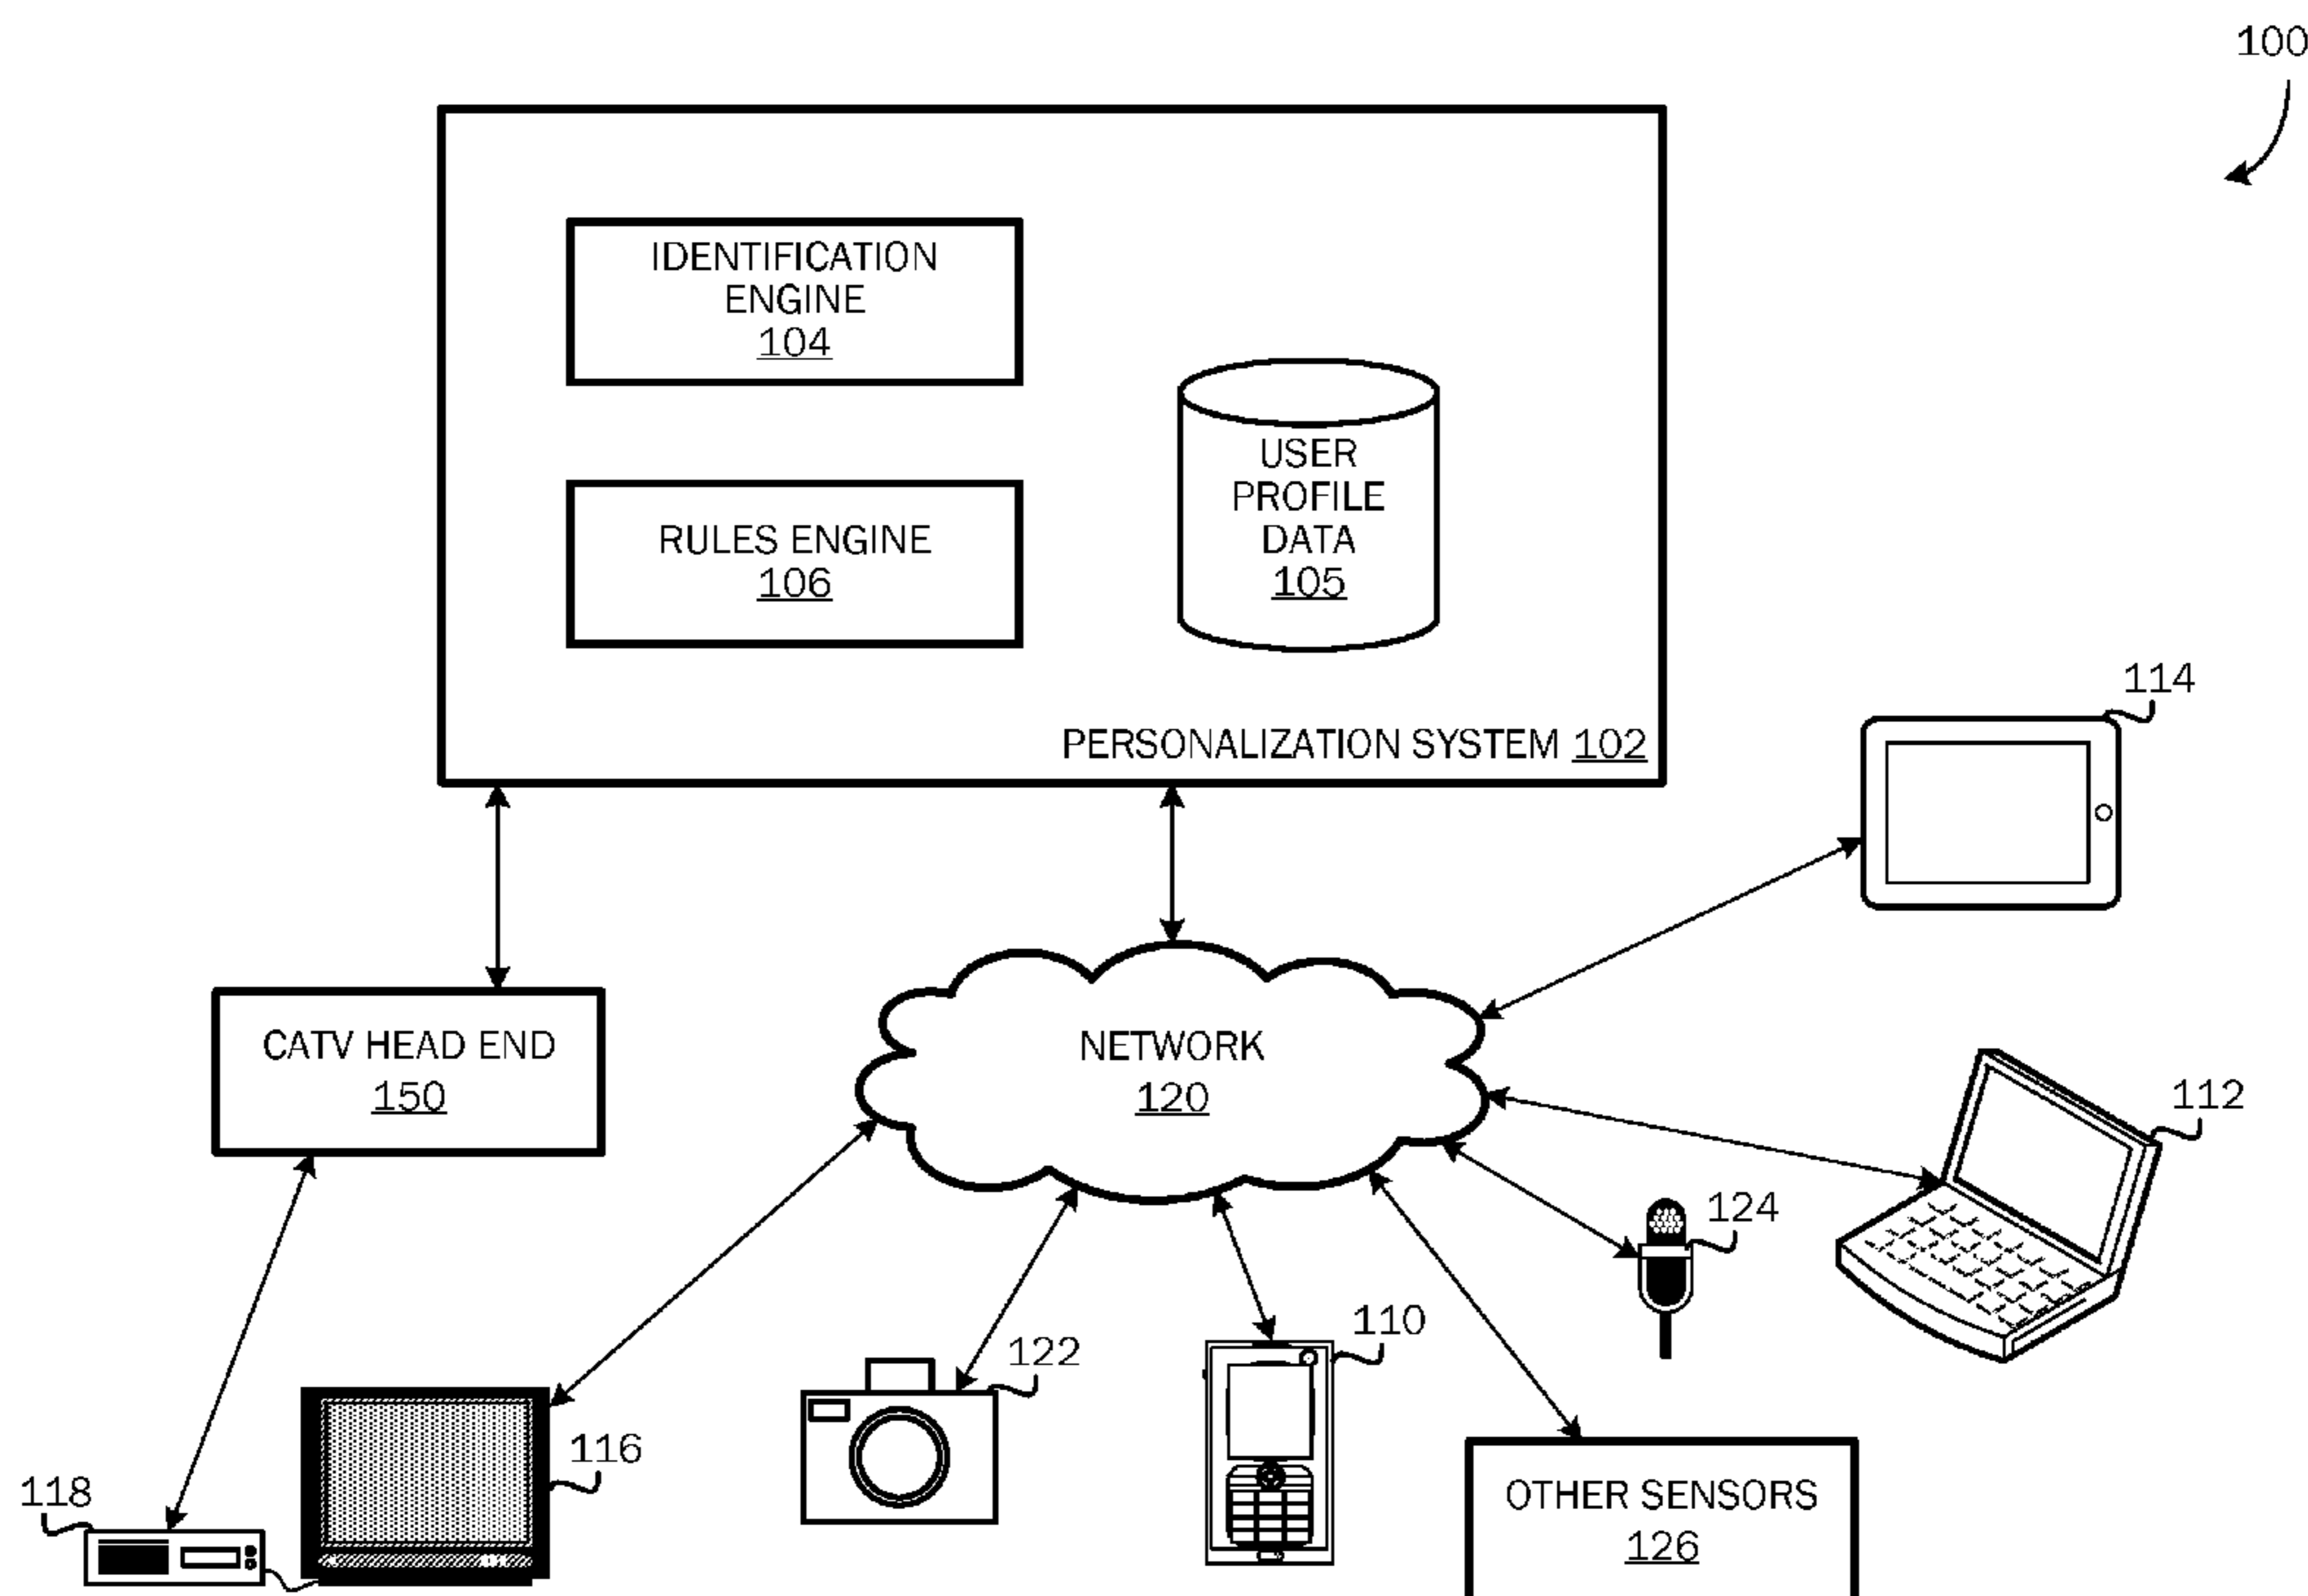 100
IDENTIFICATION
ENGINE
104
USER
PROFILE
DATA
105
RULES ENGINE
106
PERSONALIZATION SYSTEM 102
114
CATV HEAD END
150
NETWORK
120
112
124
110
122
116
118
OTHER SENSORS
126